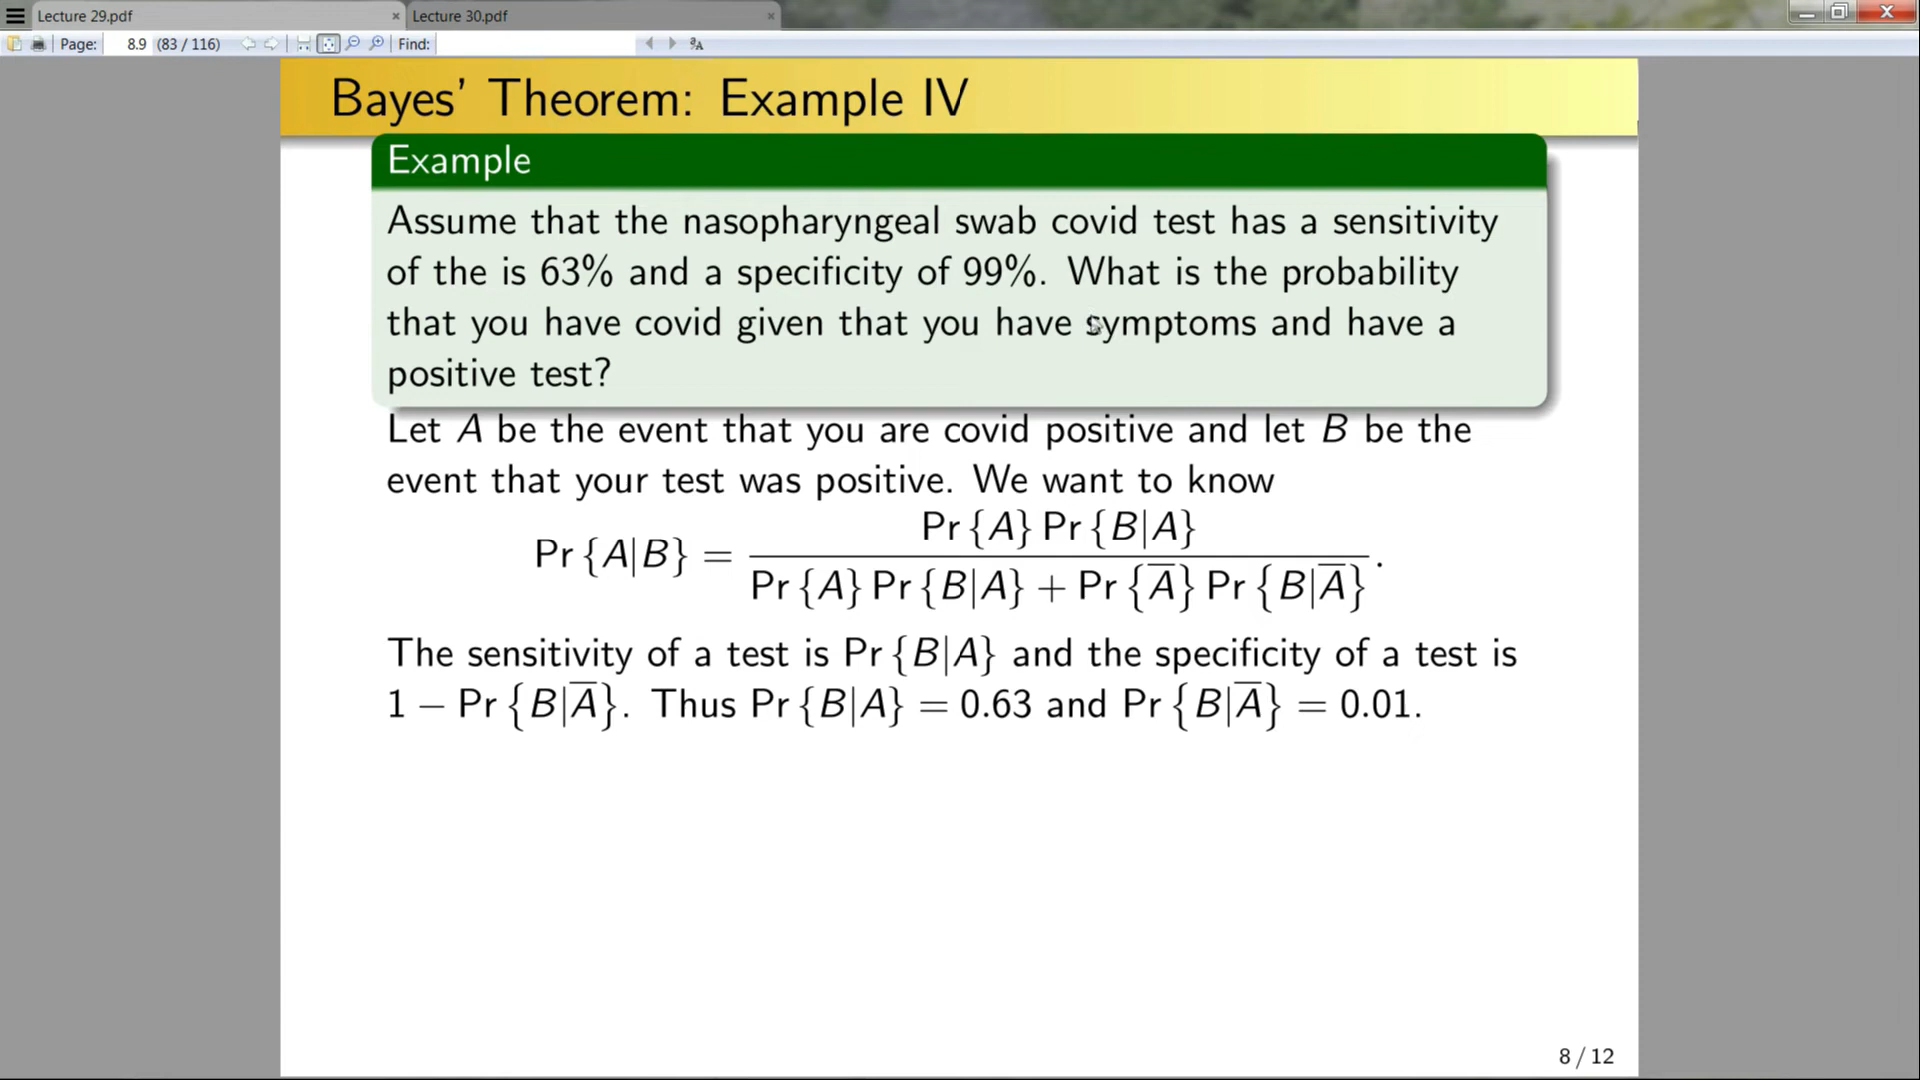 Lecture 29.pdf
Lecture 30.pdf
Page: 8.9 (83 / 116) Find:
Bayes' Theorem: Example IV
Example
Assume that the nasopharyngeal swab covid test has a sensitivity
of the is 63% and a specificity of 99%. What is the probability
that you have covid given that you have symptoms and have a
positive test?
Let A be the event that you are covid positive and let B be the
event that your test was positive. We want to know
Pr {A|B} = Pr {A} Pr {B|A} / Pr {A} Pr {B|A} + Pr {A̅} Pr {B|A̅} .
The sensitivity of a test is Pr {B|A} and the specificity of a test is
1 − Pr {B|A̅}. Thus Pr {B|A} = 0.63 and Pr {B|A̅} = 0.01.
8 / 12